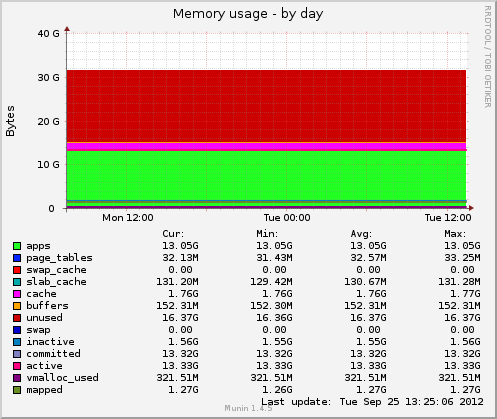 Memory usage - by day
RRDTOOL / TOBI OETIKER
Bytes
40 G
30 G
20 G
10 G
0
Mon 12:00 Tue 00:00 Tue 12:00
Cur: Min: Avg: Max:
apps 13.05G 13.05G 13.05G 13.05G
page_tables 32.13M 31.43M 32.57M 33.25M
swap_cache 0.00 0.00 0.00 0.00
slab_cache 131.20M 129.42M 130.67M 131.28M
cache 1.76G 1.76G 1.76G 1.77G
buffers 152.31M 152.30M 152.31M 152.31M
unused 16.37G 16.36G 16.37G 16.37G
swap 0.00 0.00 0.00 0.00
inactive 1.56G 1.55G 1.55G 1.56G
committed 13.32G 13.32G 13.32G 13.32G
active 13.33G 13.33G 13.33G 13.33G
vmalloc_used 321.51M 321.51M 321.51M 321.51M
mapped 1.27G 1.26G 1.27G 1.27G
Last update: Tue Sep 25 13:25:06 2012
Munin 1.4.5